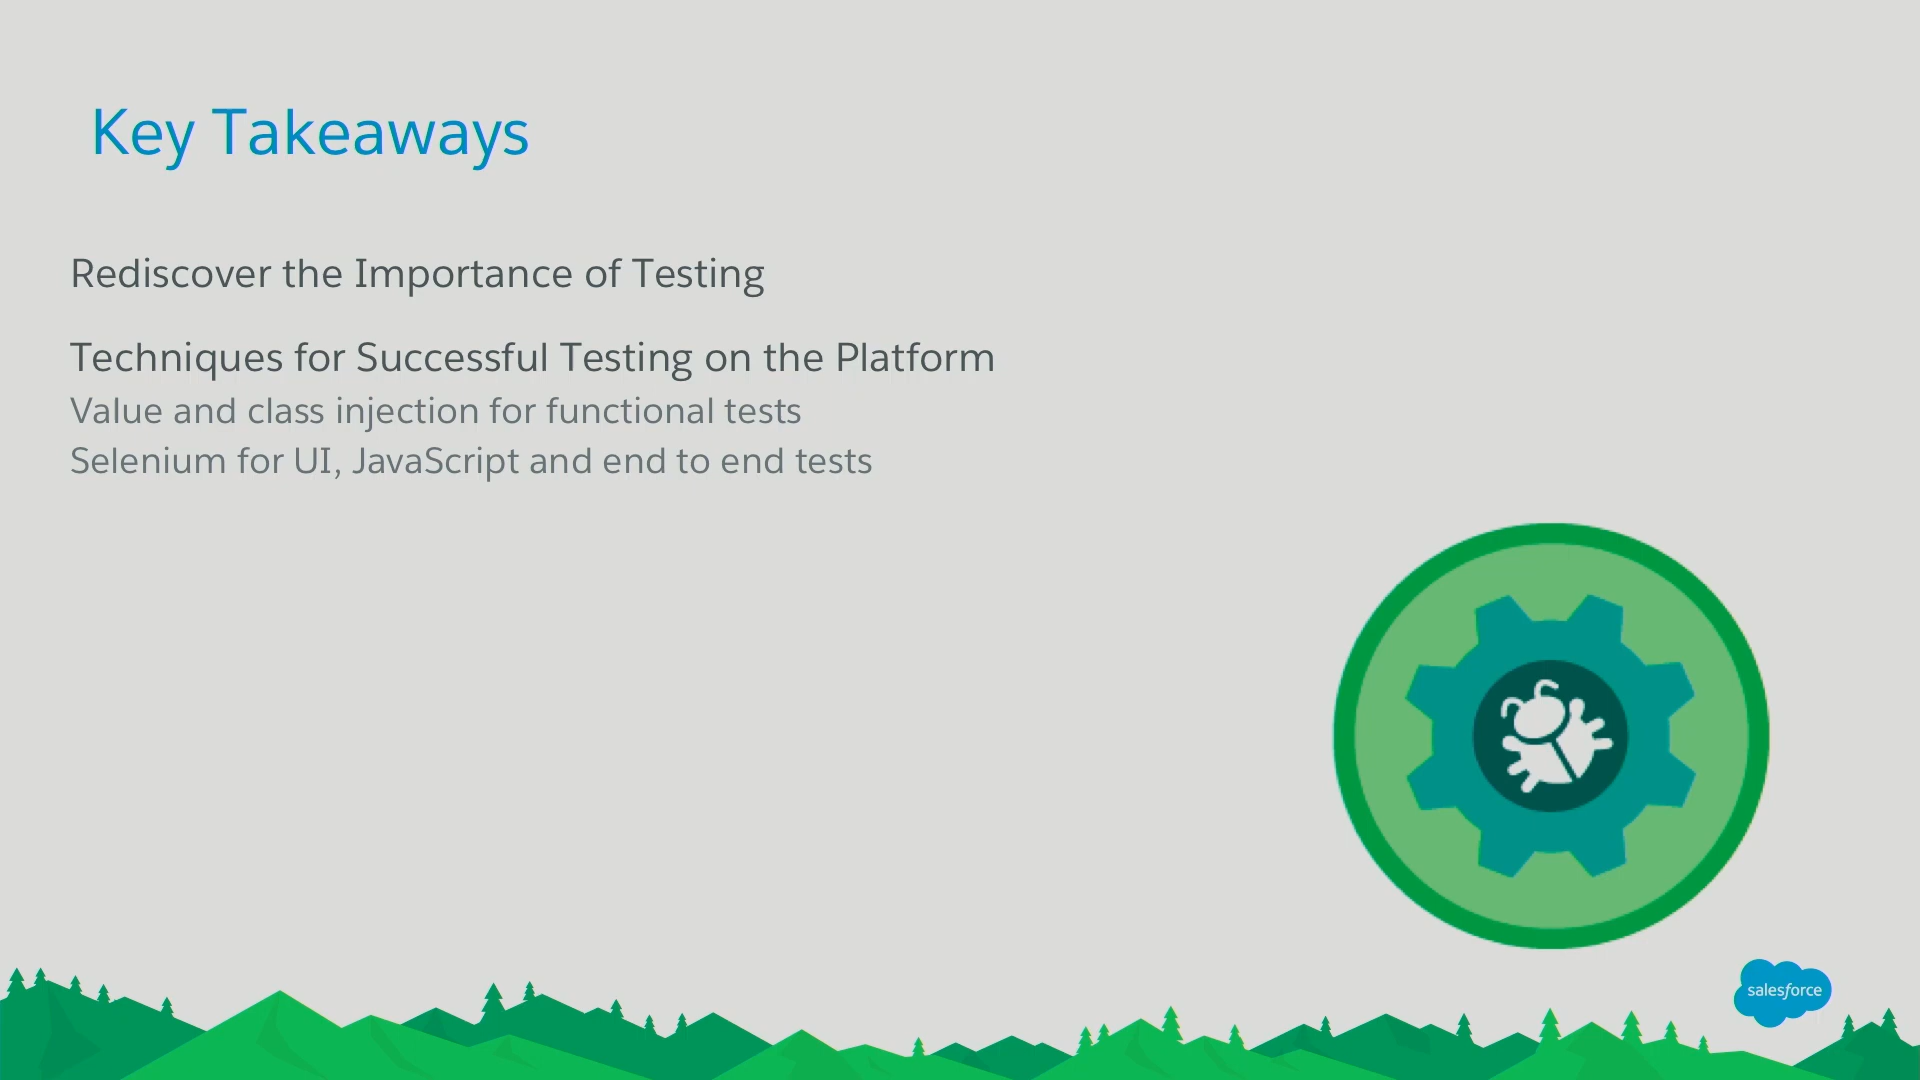 Key Takeaways
Rediscover the Importance of Testing
Techniques for Successful Testing on the Platform
Value and class injection for functional tests
Selenium for UI, JavaScript and end to end tests
salesforce